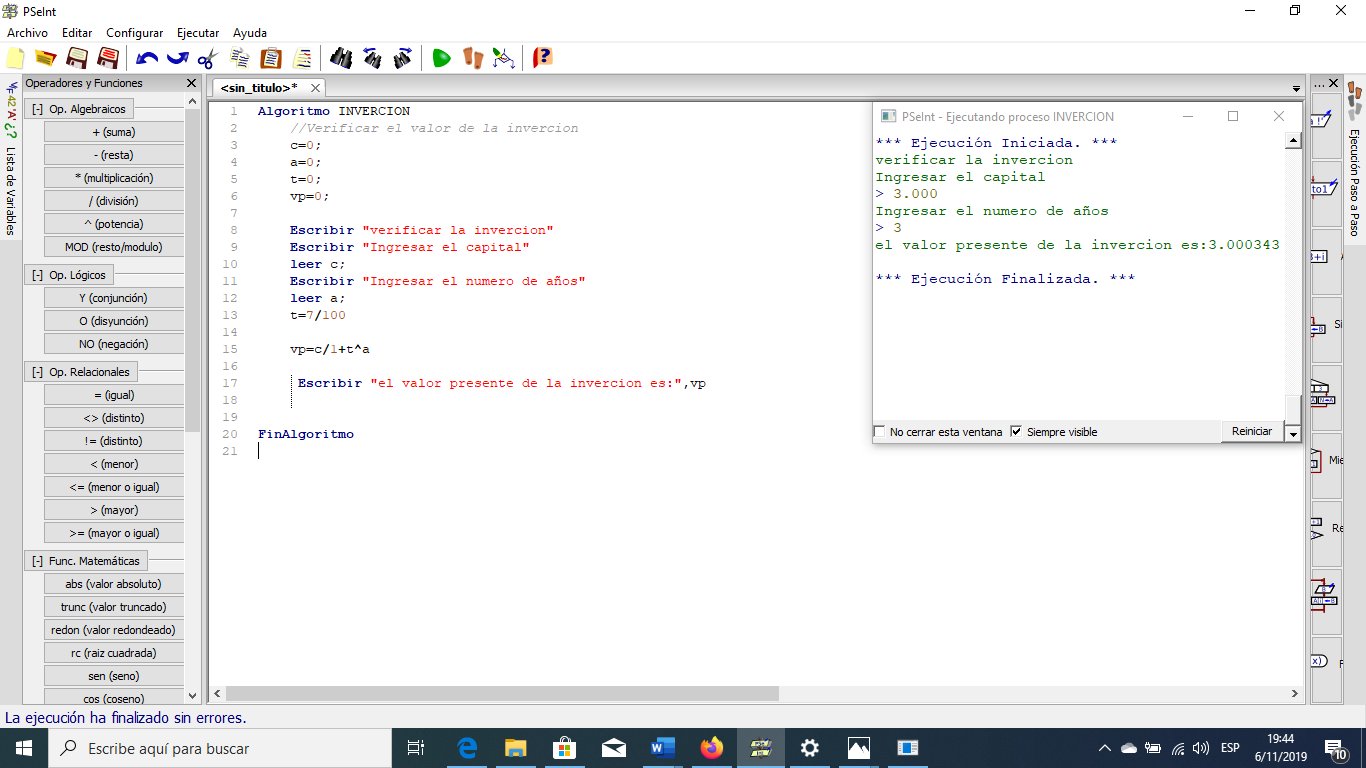 PSeInt
Archivo Editar Configurar Ejecutar Ayuda
Operadores y Funciones
[-] Op. Algebraicos
+ (suma)
- (resta)
* (multiplicación)
/ (división)
^ (potencia)
MOD (resto/modulo)
[-] Op. Lógicos
Y (conjunción)
O (disyunción)
NO (negación)
[-] Op. Relacionales
= (igual)
<> (distinto)
!= (distinto)
< (menor)
<= (menor o igual)
> (mayor)
>= (mayor o igual)
[-] Func. Matemáticas
abs (valor absoluto)
trunc (valor truncado)
redon (valor redondeado)
rc (raiz cuadrada)
sen (seno)
cos (coseno)
Lista de Variables
<sin_titulo>*
1 Algoritmo INVERCION
2 //Verificar el valor de la invercion
3 c=0;
4 a=0;
5 t=0;
6 vp=0;
7
8 Escribir "verificar la invercion"
9 Escribir "Ingresar el capital"
10 leer c;
11 Escribir "Ingresar el numero de años"
12 leer a;
13 t=7/100
14
15 vp=c/1+t^a
16
17 Escribir "el valor presente de la invercion es:",vp
18
19
20 FinAlgoritmo
21
PSeInt - Ejecutando proceso INVERCION
*** Ejecución Iniciada. ***
verificar la invercion
Ingresar el capital
> 3.000
Ingresar el numero de años
> 3
el valor presente de la invercion es:3.000343
*** Ejecución Finalizada. ***
No cerrar esta ventana Siempre visible Reiniciar
Ejecución Paso a Paso
La ejecución ha finalizado sin errores.
Escribe aquí para buscar
ESP
19:44
6/11/2019
10